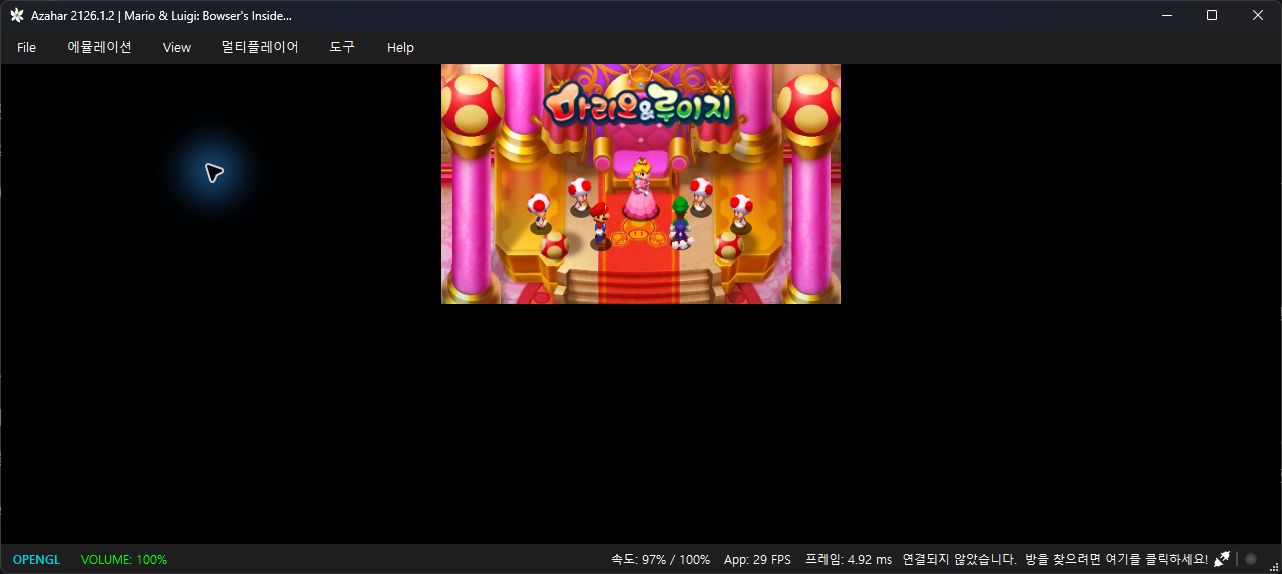 Azahar 2126.1.2 | Mario & Luigi: Bowser's Inside...
File 에뮬레이션 View 멀티플레이어 도구 Help
마리오&루이지
OPENGL VOLUME: 100% 속도: 97% / 100% App: 29 FPS 프레임: 4.92 ms 연결되지 않았습니다. 방을 찾으려면 여기를 클릭하세요!